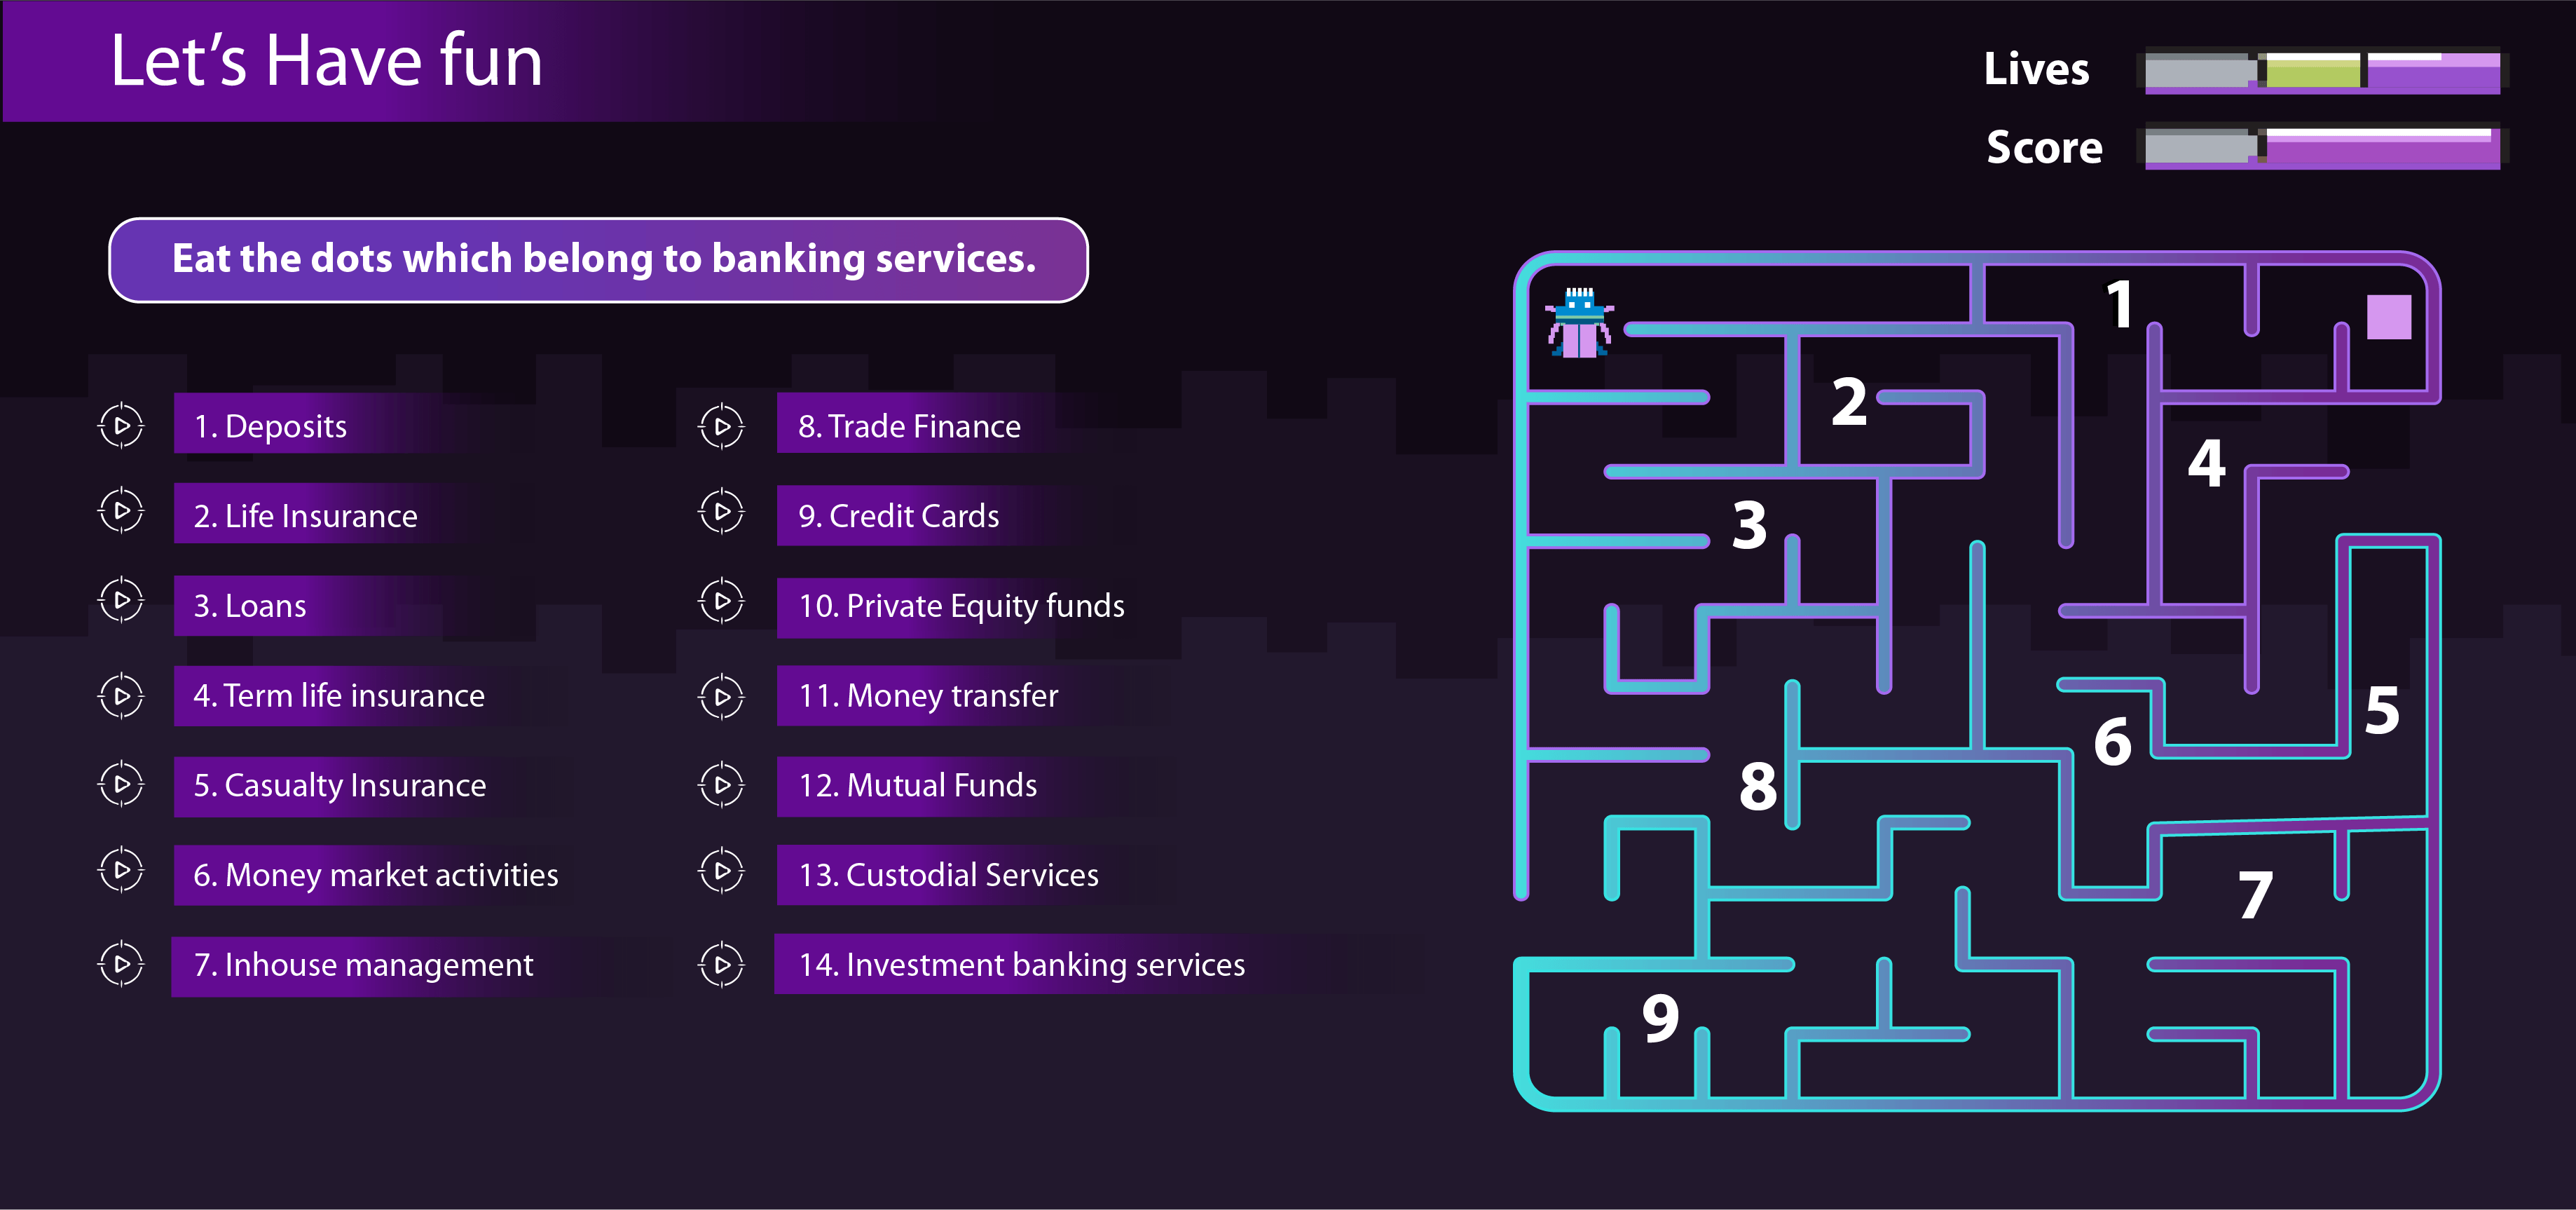 Let's Have fun
Lives
Score
Eat the dots which belong to banking services.
1. Deposits
2. Life Insurance
3. Loans
4. Term life insurance
5. Casualty Insurance
6. Money market activities
7. Inhouse management
8. Trade Finance
9. Credit Cards
10. Private Equity funds
11. Money transfer
12. Mutual Funds
13. Custodial Services
14. Investment banking services
1
2
4
3
5
6
8
7
9